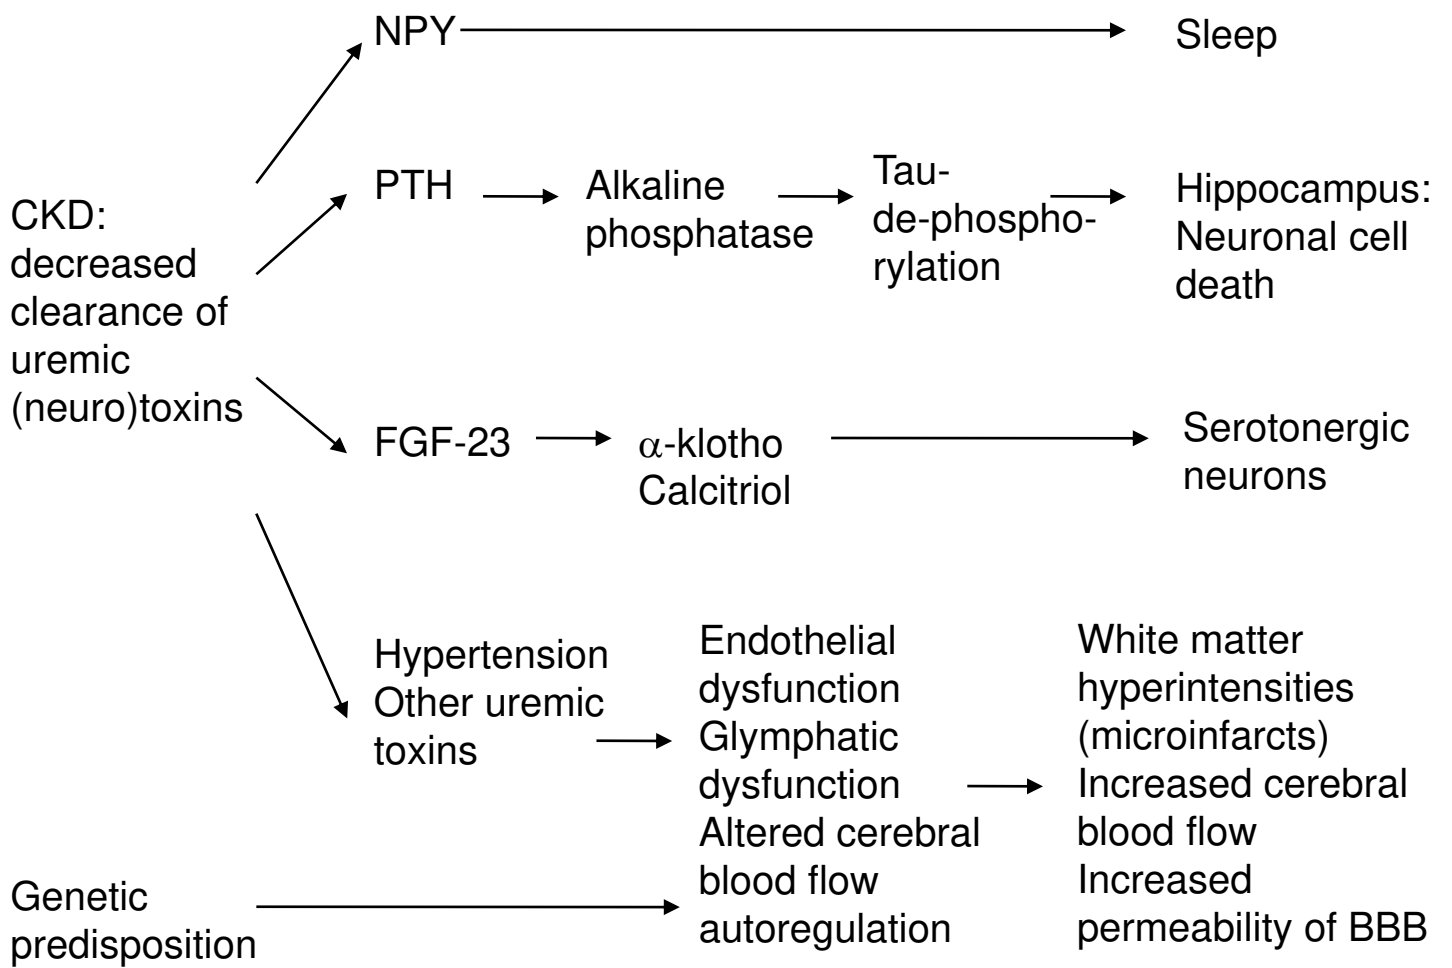 NPY
Sleep
CKD:
decreased
clearance of
uremic
(neuro)toxins
PTH
Alkaline
phosphatase
Tau-
de-phospho-
rylation
Hippocampus:
Neuronal cell
death
FGF-23
α-klotho
Calcitriol
Serotonergic
neurons
Hypertension
Other uremic
toxins
Endothelial
dysfunction
Glymphatic
dysfunction
Altered cerebral
blood flow
autoregulation
White matter
hyperintensities
(microinfarcts)
Increased cerebral
blood flow
Increased
permeability of BBB
Genetic
predisposition